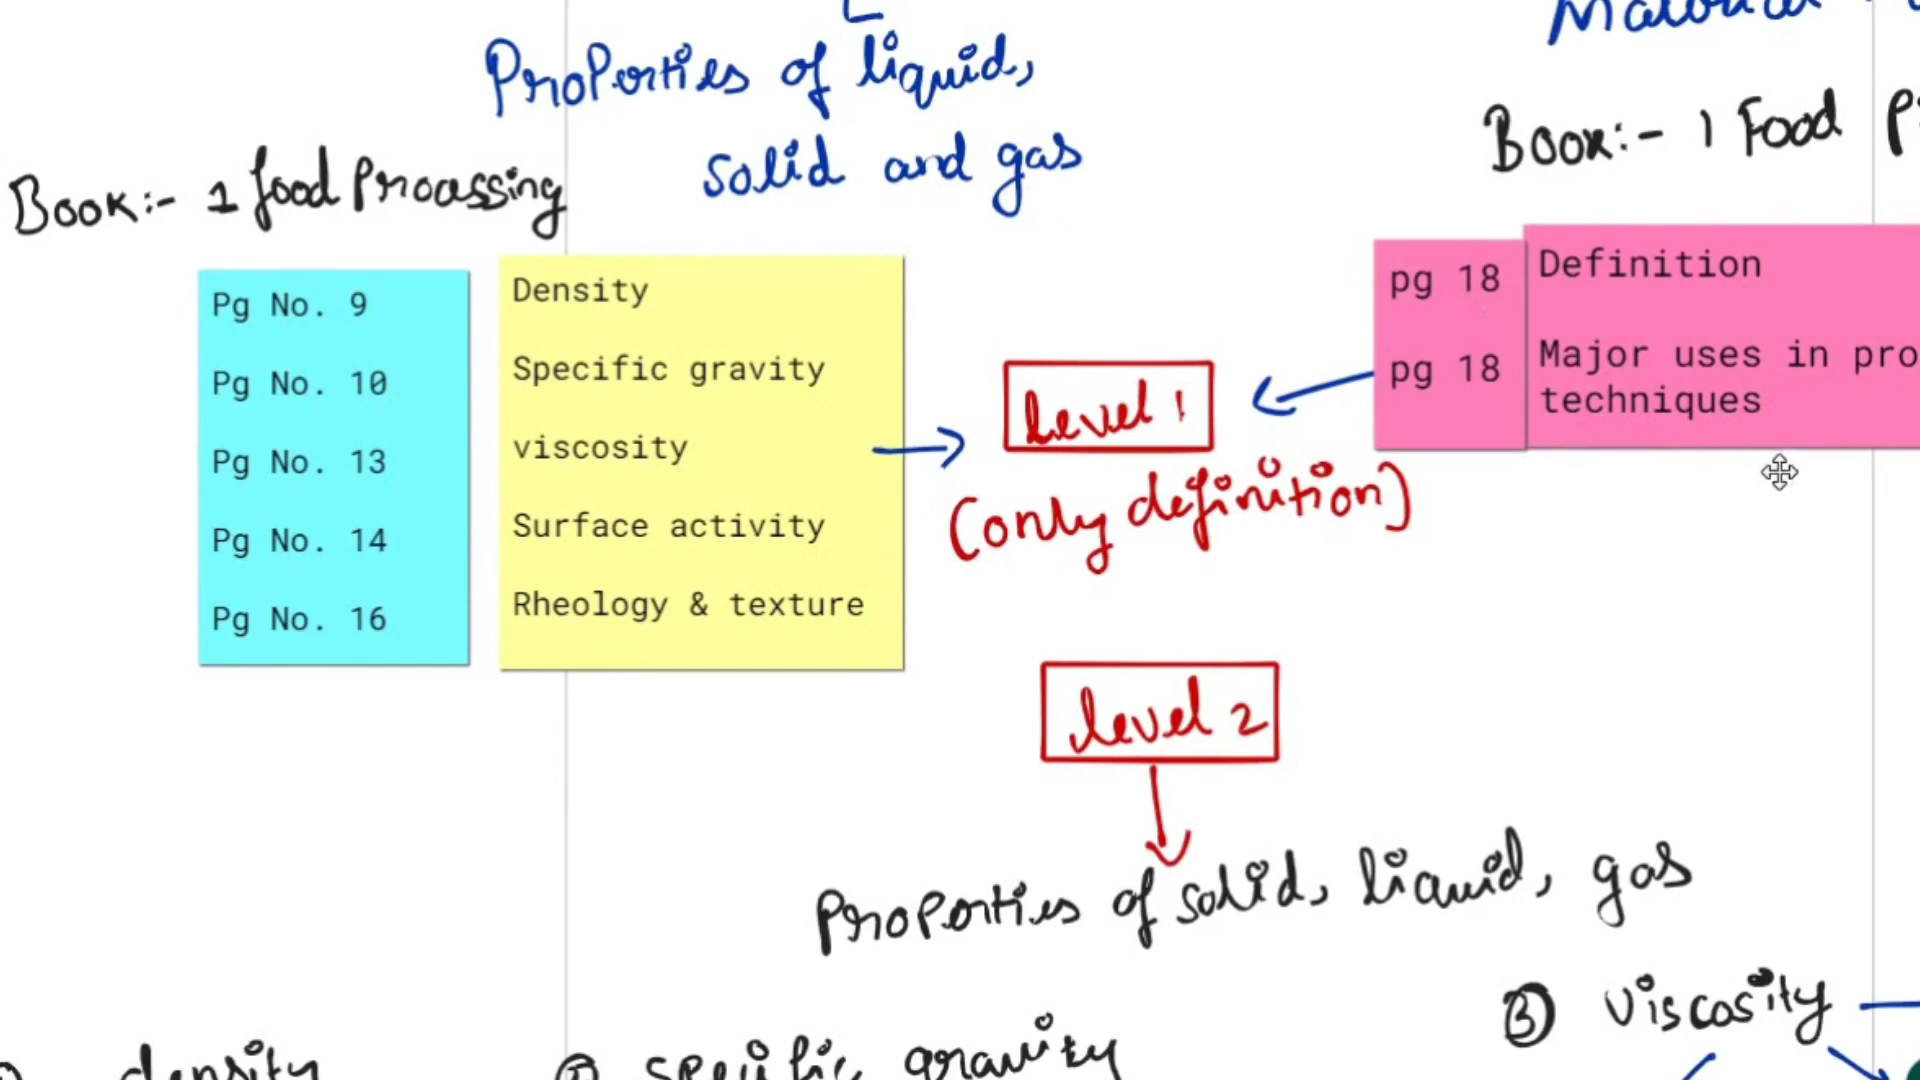 Properties of liquid,
solid and gas
Book:- 1 food Processing
Pg No. 9
Pg No. 10
Pg No. 13
Pg No. 14
Pg No. 16
Density
Specific gravity
viscosity
Surface activity
Rheology & texture
Level 1
(only definition)
Book:- 1 Food
pg 18
pg 18
Definition
Major uses in pro
techniques
level 2
Properties of solid, liquid, gas
density
② specific gravity
③ Viscosity